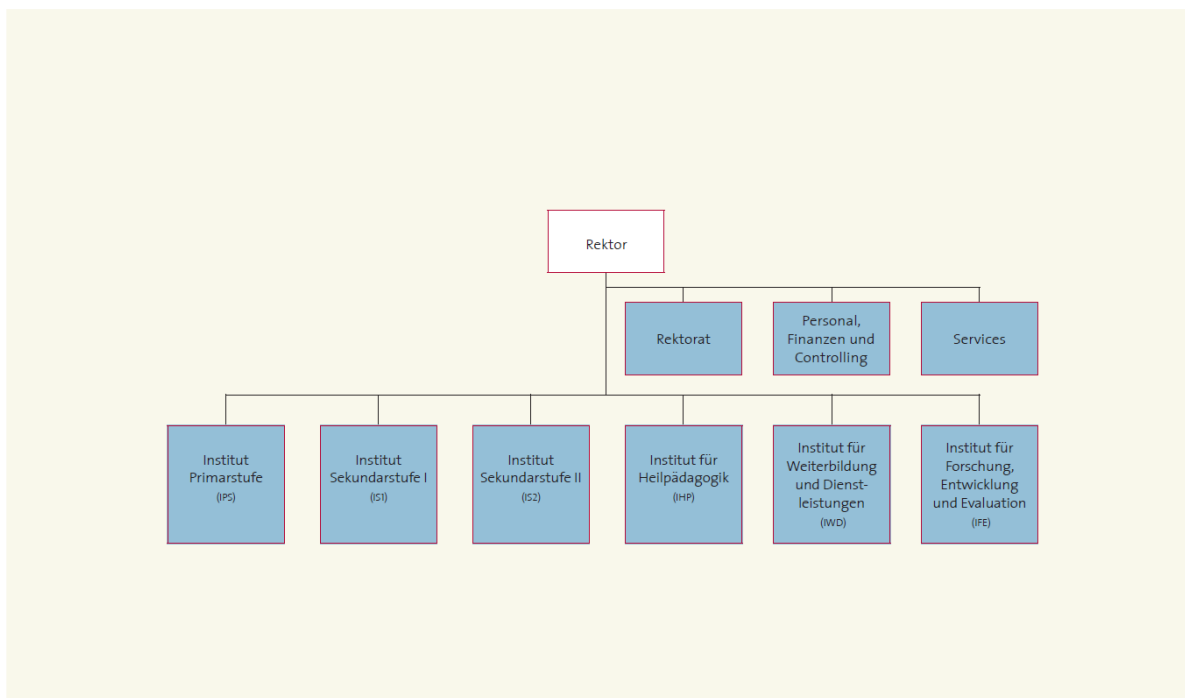 Rektor
Rektorat
Personal,
Finanzen und
Controlling
Services
Institut
Primarstufe
(IPS)
Institut
Sekundarstufe I
(IS1)
Institut
Sekundarstufe II
(IS2)
Institut für
Heilpädagogik
(IHP)
Institut für
Weiterbildung
und Dienst-
leistungen
(IWD)
Institut für
Forschung,
Entwicklung
und Evaluation
(IFE)